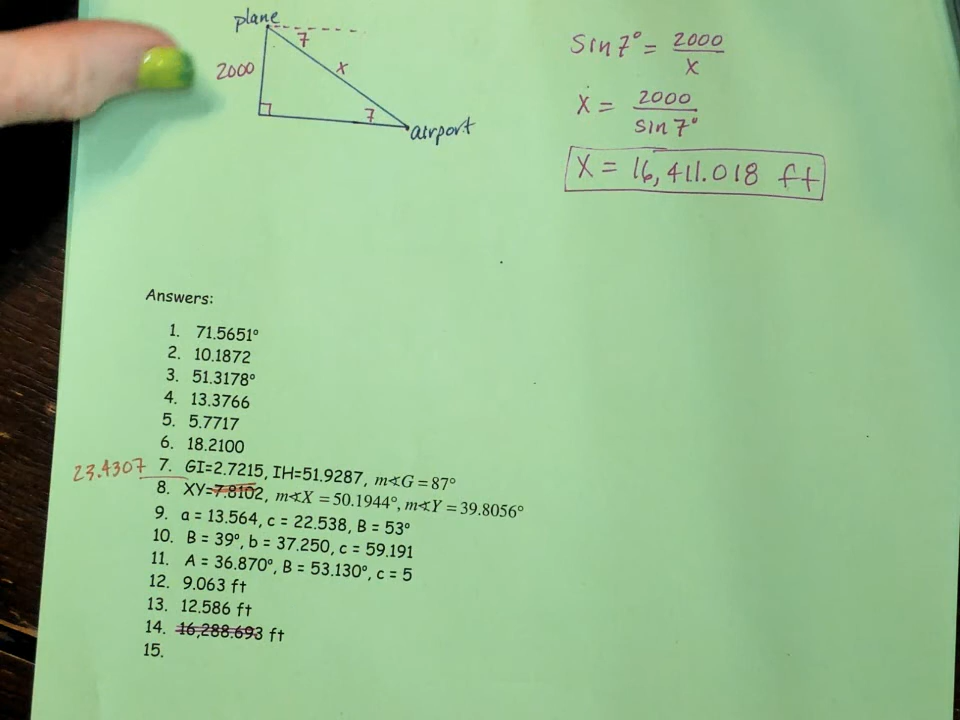 plane
7
2000
x
7
airport
sin 7° = 2000/x
x = 2000/sin 7°
x = 16,411.018 ft
Answers:
1. 71.5651°
2. 10.1872
3. 51.3178°
4. 13.3766
5. 5.7717
6. 18.2100
7. GI=2.7215, IH=51.9287, m∢G = 87°
23.4307
8. XY=7.8102, m∢X = 50.1944°, m∢Y = 39.8056°
9. a = 13.564, c = 22.538, B = 53°
10. B = 39°, b = 37.250, c = 59.191
11. A = 36.870°, B = 53.130°, c = 5
12. 9.063 ft
13. 12.586 ft
14. 16,288.693 ft
15.